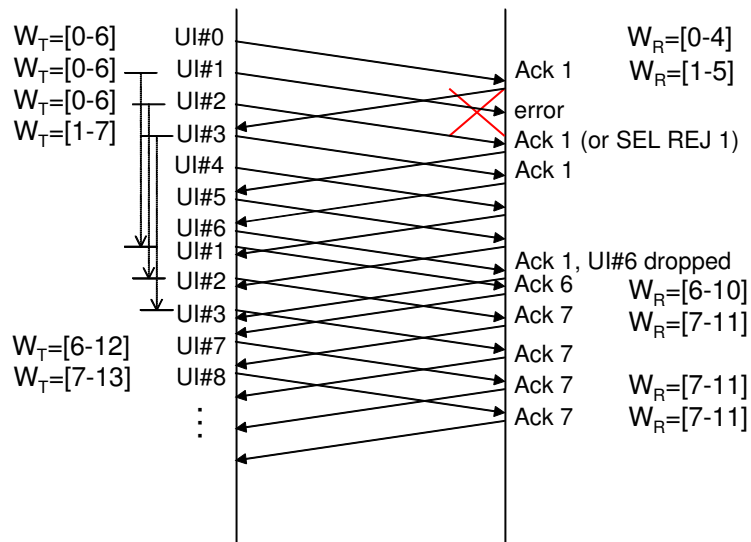 W_T=[0-6] UI#0 W_R=[0-4]
W_T=[0-6] UI#1 Ack 1 W_R=[1-5]
W_T=[0-6] UI#2 error
W_T=[1-7] UI#3 Ack 1 (or SEL REJ 1)
UI#4 Ack 1
UI#5
UI#6
UI#1 Ack 1, UI#6 dropped
UI#2 Ack 6 W_R=[6-10]
UI#3 Ack 7 W_R=[7-11]
W_T=[6-12] UI#7 Ack 7
W_T=[7-13] UI#8 Ack 7 W_R=[7-11]
⋮ Ack 7 W_R=[7-11]